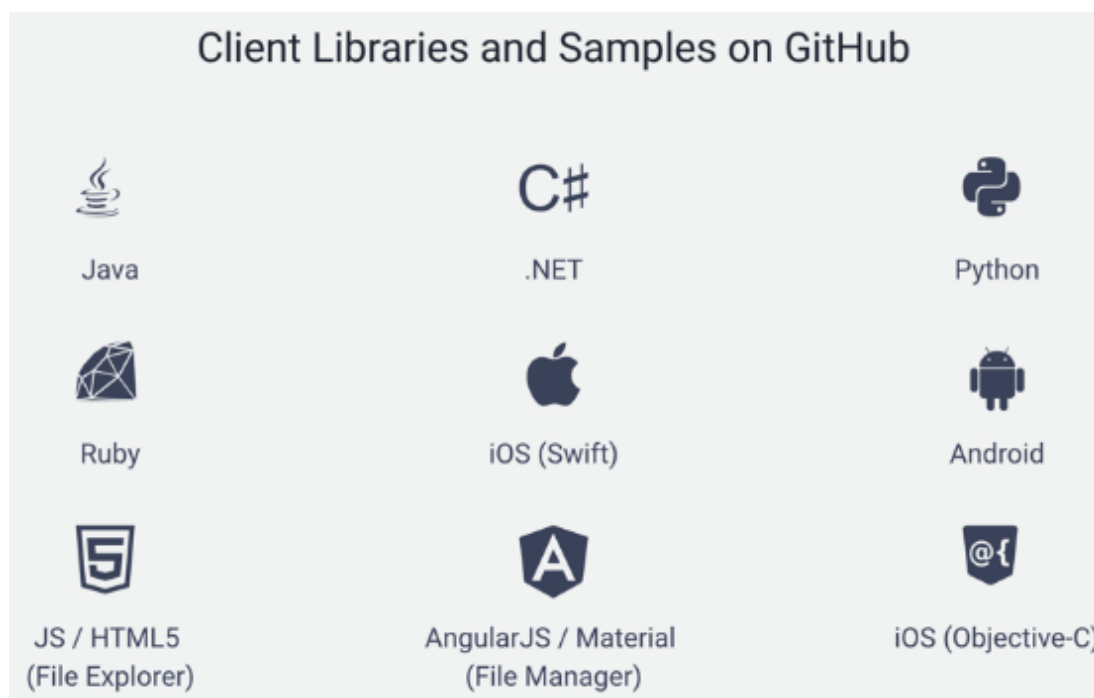 Client Libraries and Samples on GitHub
C#
Java
.NET
Python
Ruby
iOS (Swift)
Android
5
A
@{
JS / HTML5
(File Explorer)
AngularJS / Material
(File Manager)
iOS (Objective-C)